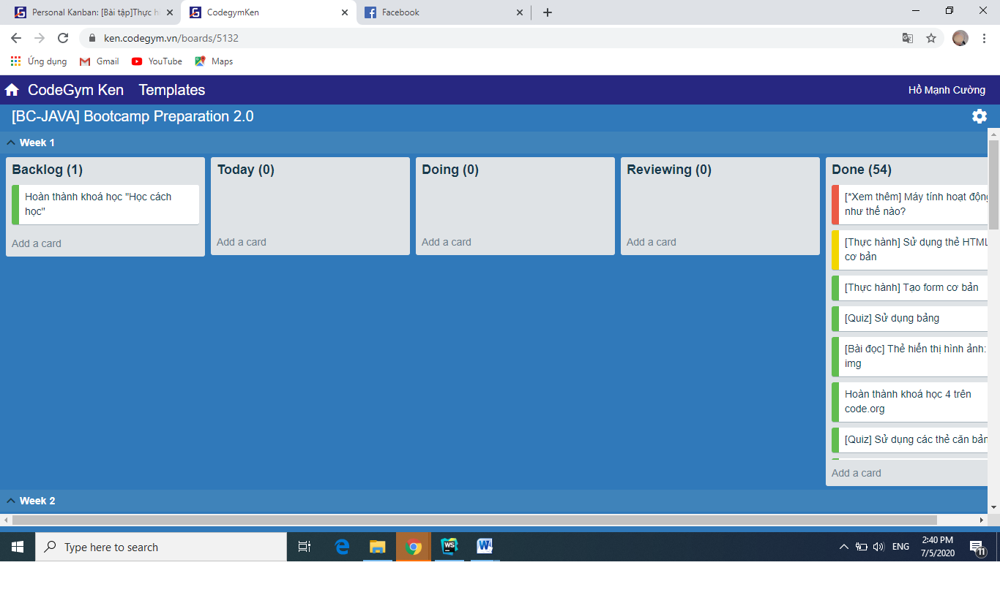 Personal Kanban: [Bài tập]Thực h
CodegymKen
Facebook
ken.codegym.vn/boards/5132
Ứng dụng
Gmail
YouTube
Maps
CodeGym Ken
Templates
Hồ Mạnh Cường
[BC-JAVA] Bootcamp Preparation 2.0
Week 1
Backlog (1)
Hoàn thành khoá học "Học cách
học"
Add a card
Today (0)
Add a card
Doing (0)
Add a card
Reviewing (0)
Add a card
Done (54)
[*Xem thêm] Máy tính hoạt động
như thế nào?
[Thực hành] Sử dụng thẻ HTML
cơ bản
[Thực hành] Tạo form cơ bản
[Quiz] Sử dụng bảng
[Bài đọc] Thẻ hiển thị hình ảnh:
img
Hoàn thành khoá học 4 trên
code.org
[Quiz] Sử dụng các thẻ căn bản
Add a card
Week 2
Type here to search
WS
W
ENG
2:40 PM
7/5/2020
11